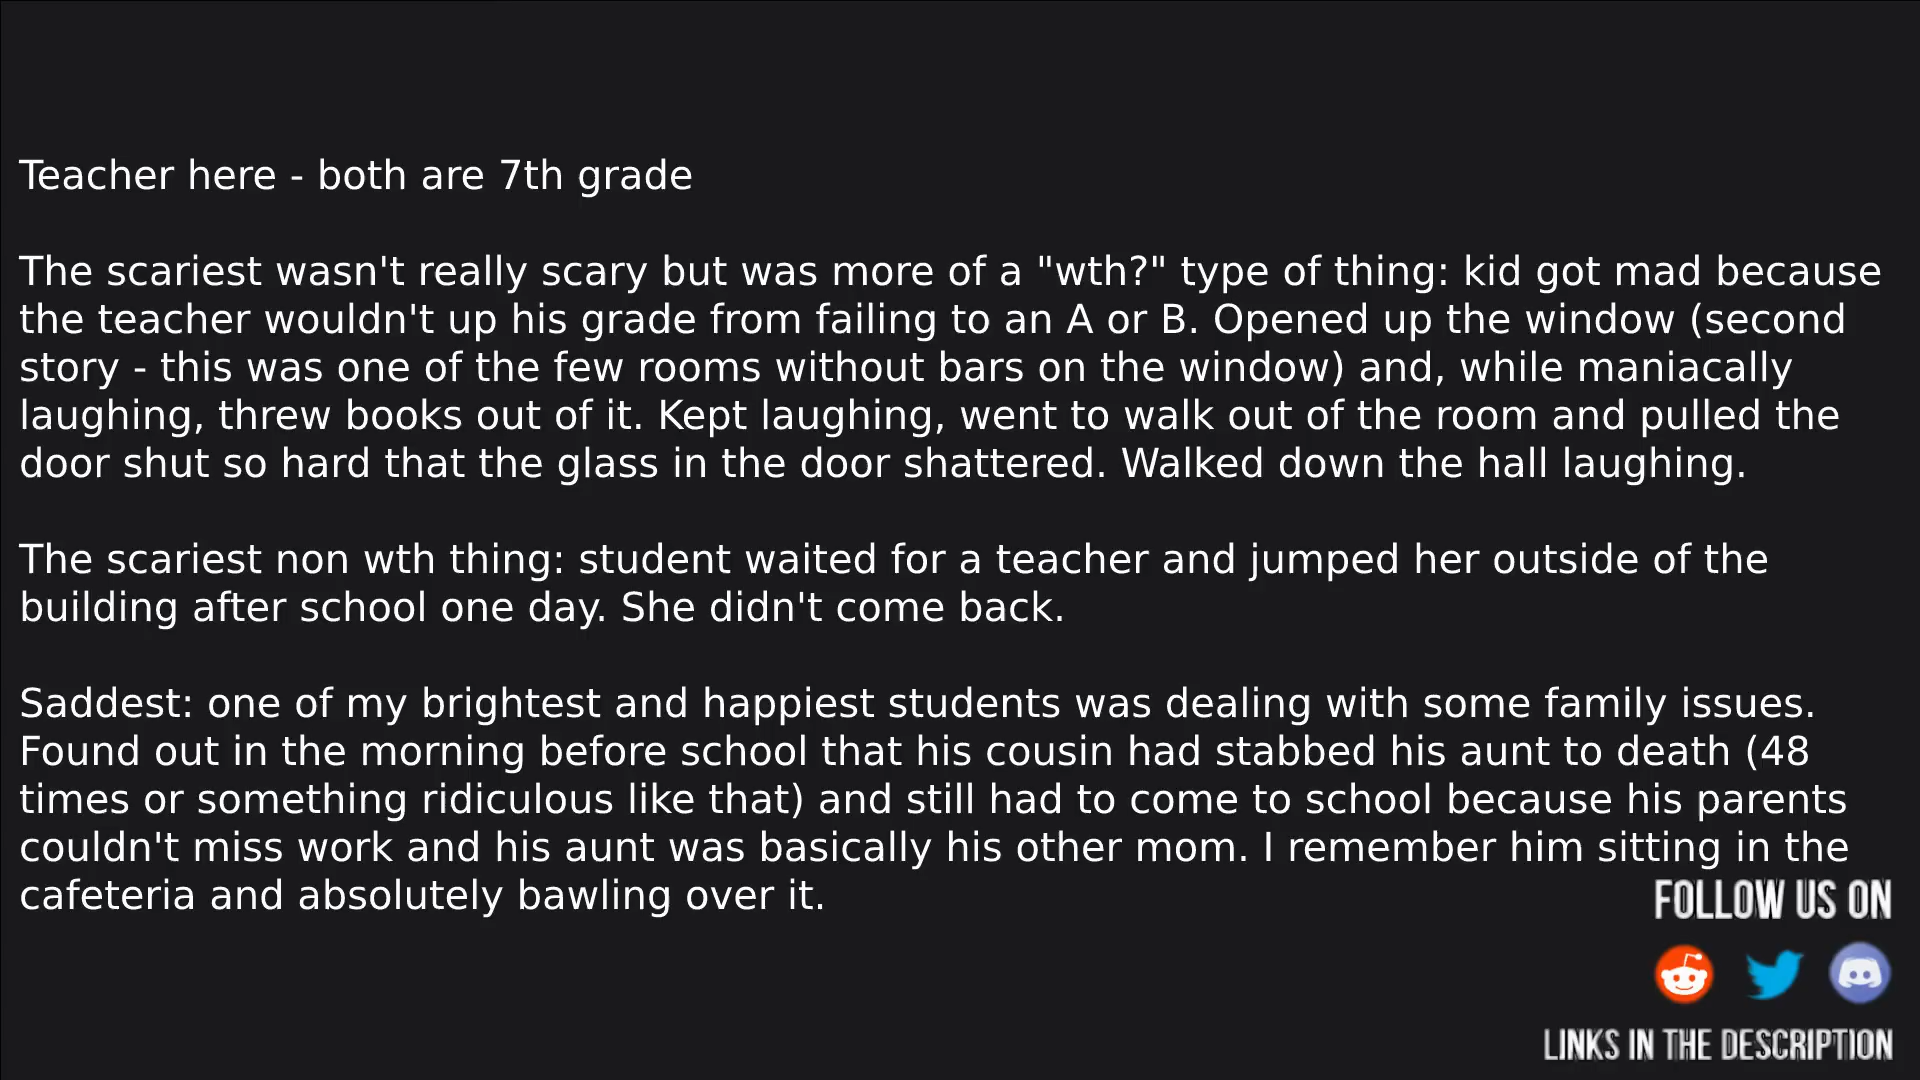 Teacher here - both are 7th grade
The scariest wasn't really scary but was more of a "wth?" type of thing: kid got mad because
the teacher wouldn't up his grade from failing to an A or B. Opened up the window (second
story - this was one of the few rooms without bars on the window) and, while maniacally
laughing, threw books out of it. Kept laughing, went to walk out of the room and pulled the
door shut so hard that the glass in the door shattered. Walked down the hall laughing.
The scariest non wth thing: student waited for a teacher and jumped her outside of the
building after school one day. She didn't come back.
Saddest: one of my brightest and happiest students was dealing with some family issues.
Found out in the morning before school that his cousin had stabbed his aunt to death (48
times or something ridiculous like that) and still had to come to school because his parents
couldn't miss work and his aunt was basically his other mom. I remember him sitting in the
cafeteria and absolutely bawling over it.
FOLLOW US ON
LINKS IN THE DESCRIPTION